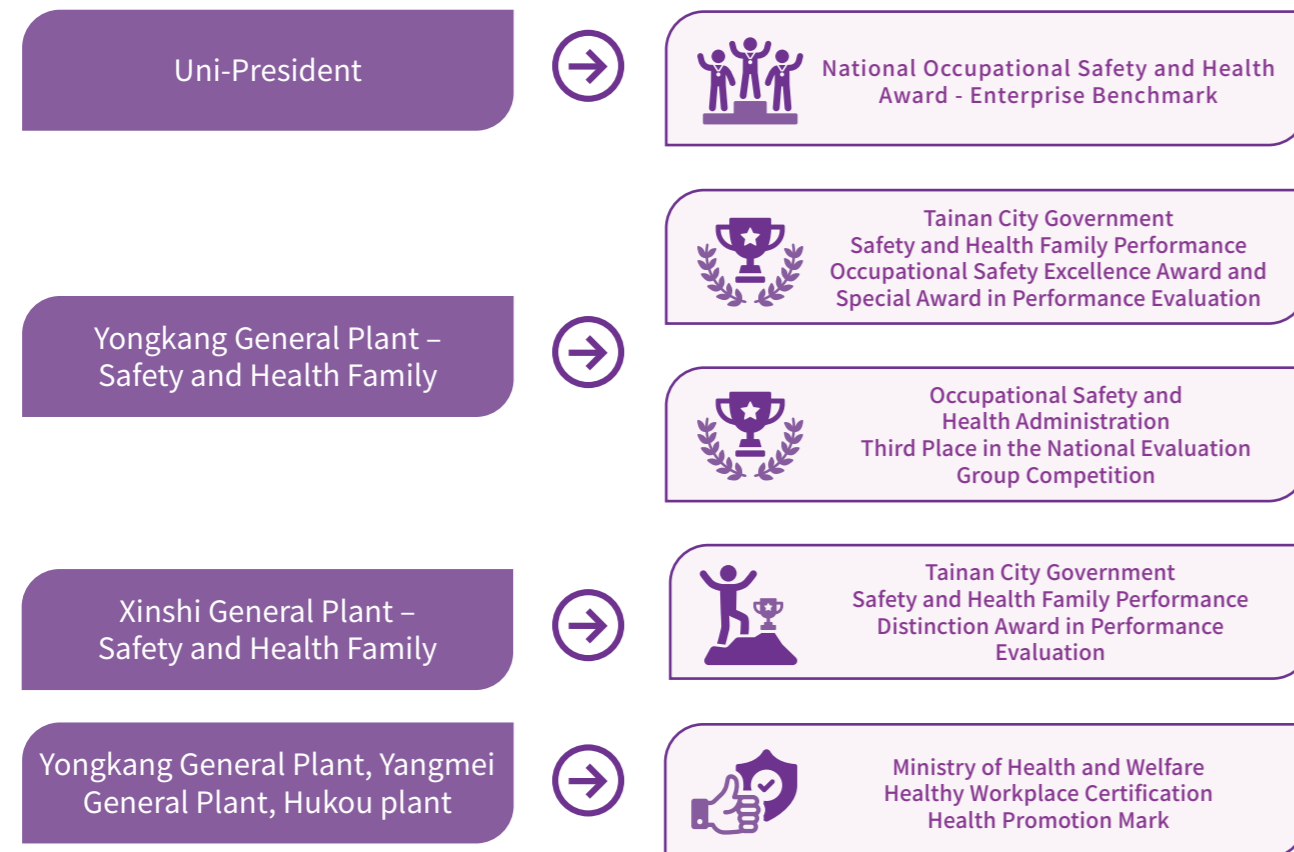 Uni-President
National Occupational Safety and Health
Award - Enterprise Benchmark
Yongkang General Plant –
Safety and Health Family
Tainan City Government
Safety and Health Family Performance
Occupational Safety Excellence Award and
Special Award in Performance Evaluation
Occupational Safety and
Health Administration
Third Place in the National Evaluation
Group Competition
Xinshi General Plant –
Safety and Health Family
Tainan City Government
Safety and Health Family Performance
Distinction Award in Performance
Evaluation
Yongkang General Plant, Yangmei
General Plant, Hukou plant
Ministry of Health and Welfare
Healthy Workplace Certification
Health Promotion Mark